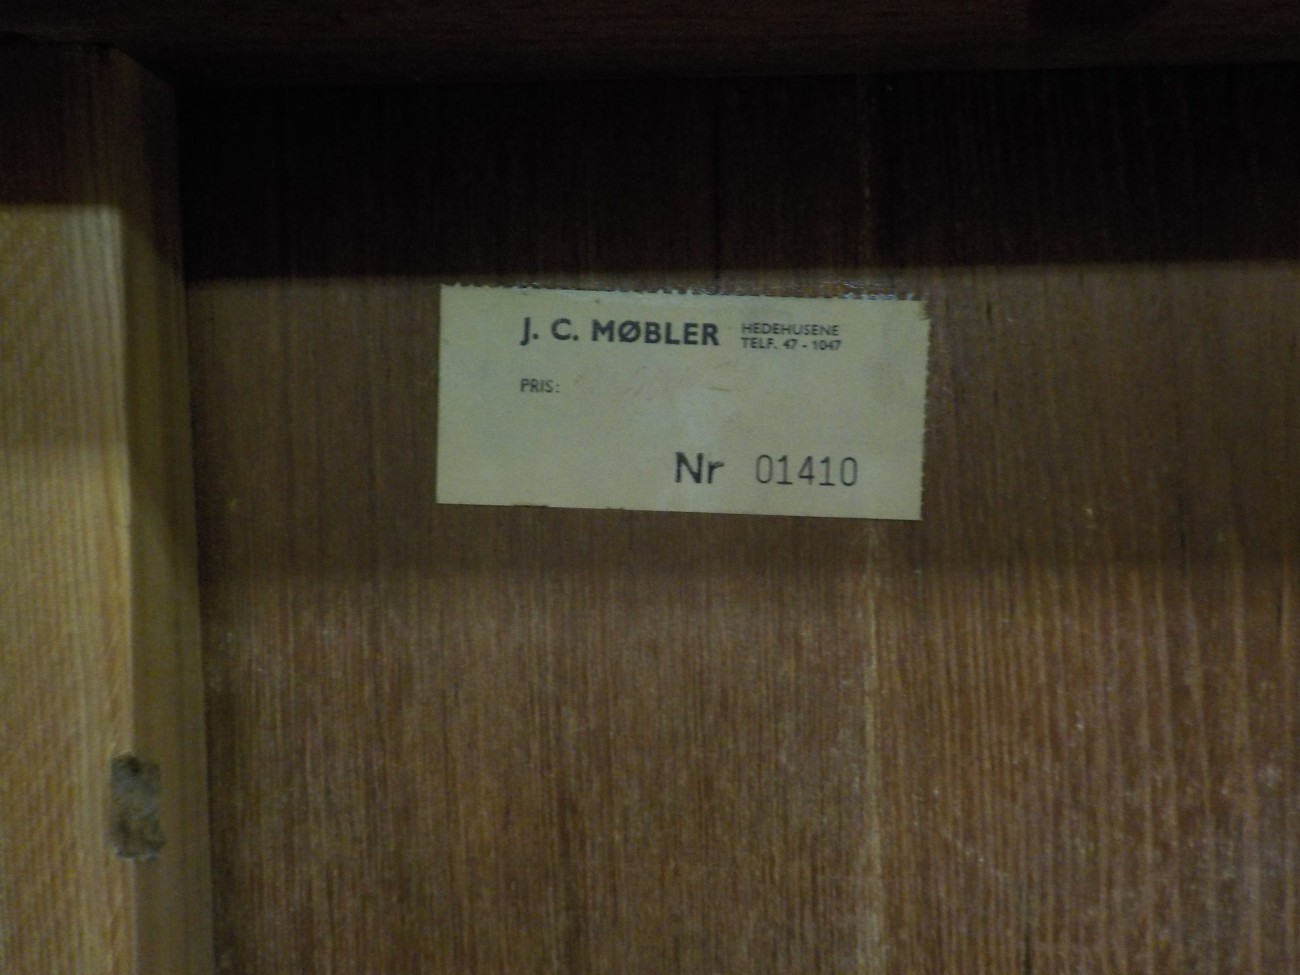 J. C. MØBLER HEDEHUSENE
TELF. 47 - 1047
PRIS:
Nr 01410